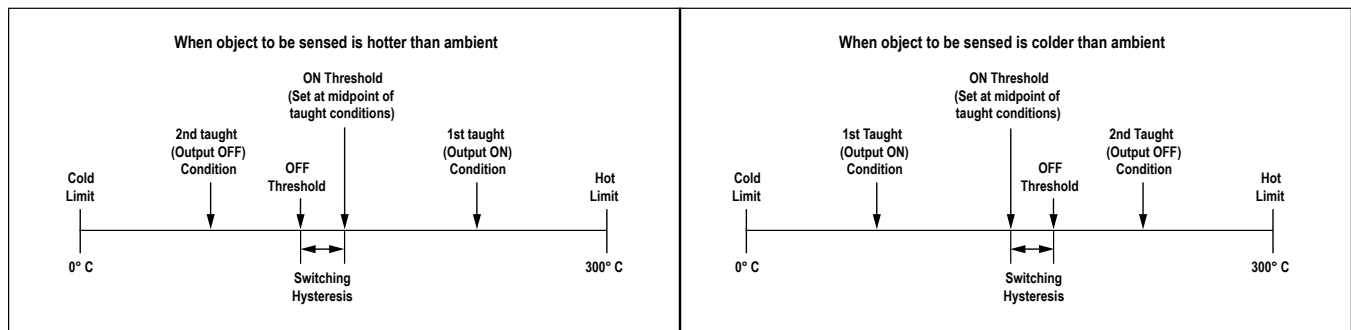 When object to be sensed is hotter than ambient
ON Threshold
(Set at midpoint of
taught conditions)
2nd taught
(Output OFF)
Condition
1st taught
(Output ON)
Condition
OFF
Threshold
Cold
Limit
Hot
Limit
0° C
300° C
Switching
Hysteresis
When object to be sensed is colder than ambient
ON Threshold
(Set at midpoint of
taught conditions)
1st Taught
(Output ON)
Condition
2nd Taught
(Output OFF)
Condition
OFF
Threshold
Cold
Limit
Hot
Limit
0° C
300° C
Switching
Hysteresis